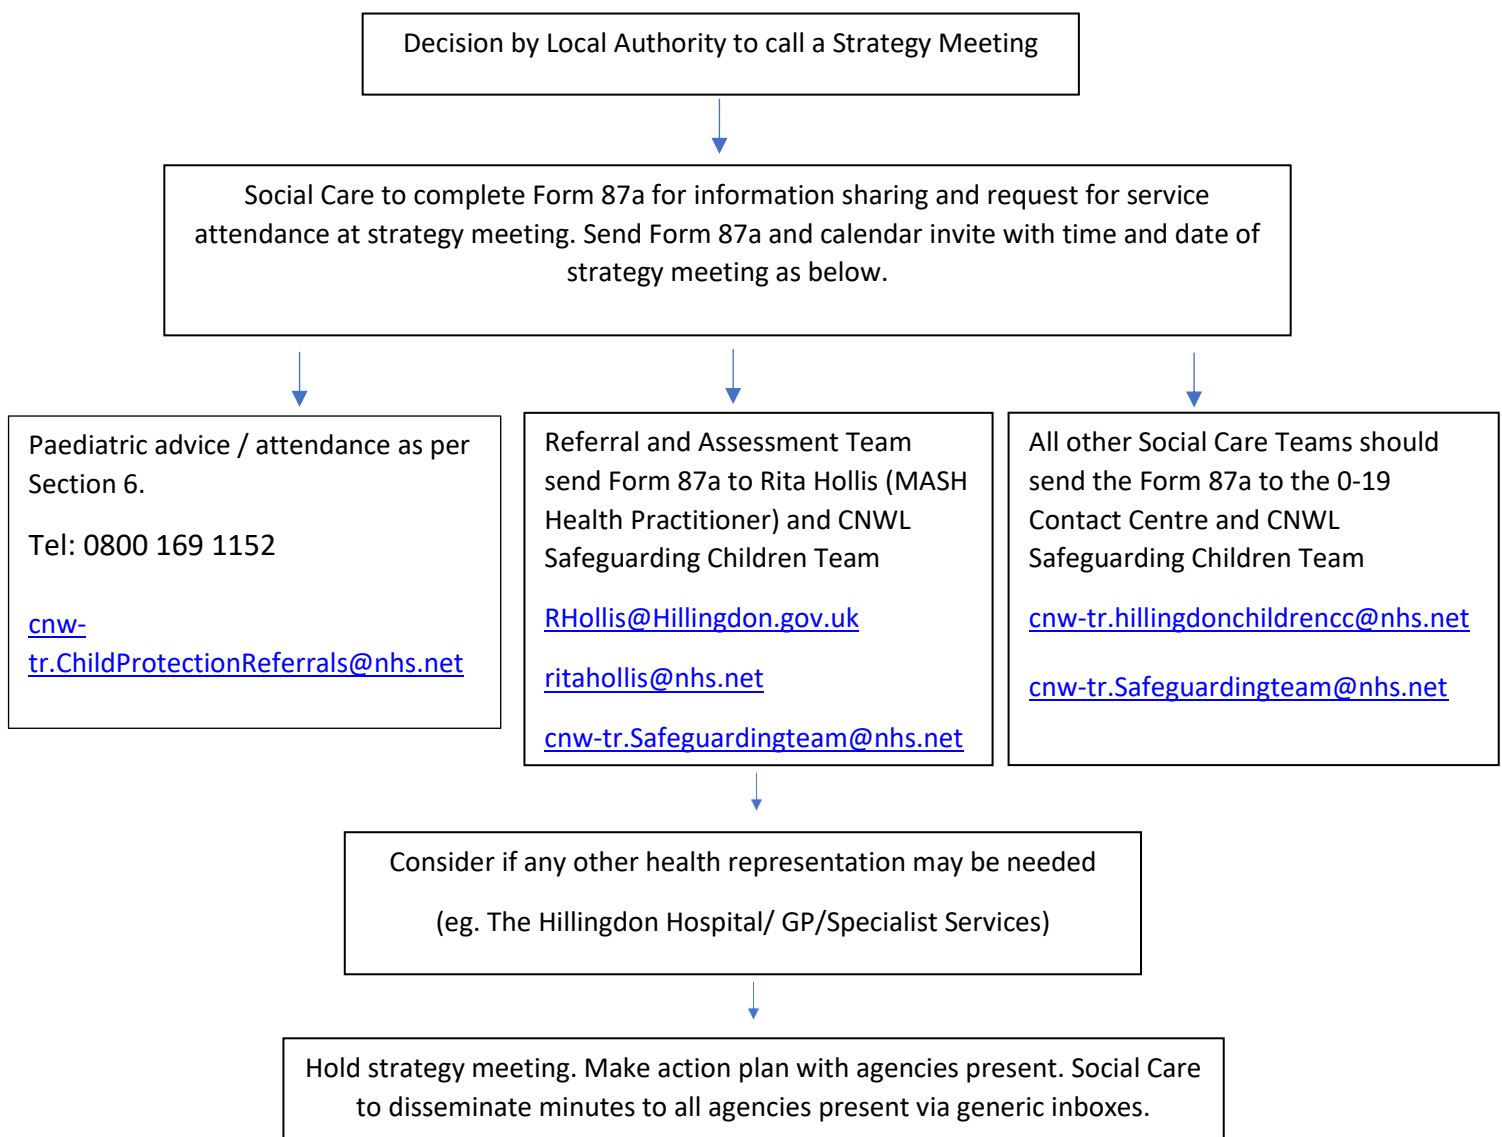 Decision by Local Authority to call a Strategy Meeting
Social Care to complete Form 87a for information sharing and request for service
attendance at strategy meeting. Send Form 87a and calendar invite with time and date of
strategy meeting as below.
Paediatric advice / attendance as per
Section 6.
Tel: 0800 169 1152
cnw-
tr.ChildProtectionReferrals@nhs.net
Referral and Assessment Team
send Form 87a to Rita Hollis (MASH
Health Practitioner) and CNWL
Safeguarding Children Team
RHollis@Hillingdon.gov.uk
ritahollis@nhs.net
cnw-tr.Safeguardingteam@nhs.net
All other Social Care Teams should
send the Form 87a to the 0-19
Contact Centre and CNWL
Safeguarding Children Team
cnw-tr.hillingdonchildrencc@nhs.net
cnw-tr.Safeguardingteam@nhs.net
Consider if any other health representation may be needed
(eg. The Hillingdon Hospital/ GP/Specialist Services)
Hold strategy meeting. Make action plan with agencies present. Social Care
to disseminate minutes to all agencies present via generic inboxes.